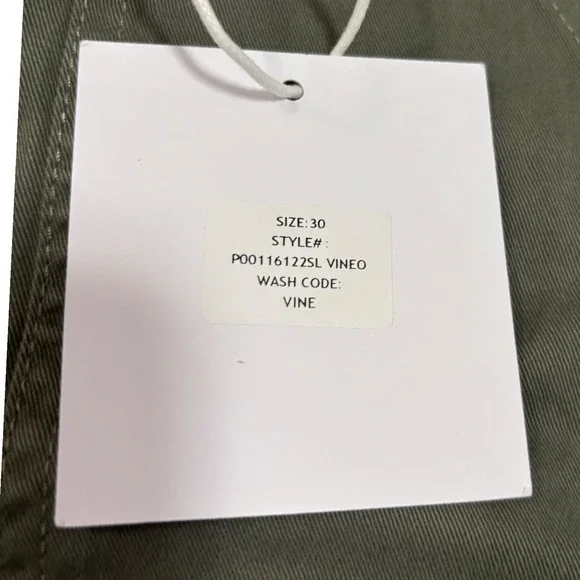 SIZE:30
STYLE# :
P00116122SL VINEO
WASH CODE:
VINE